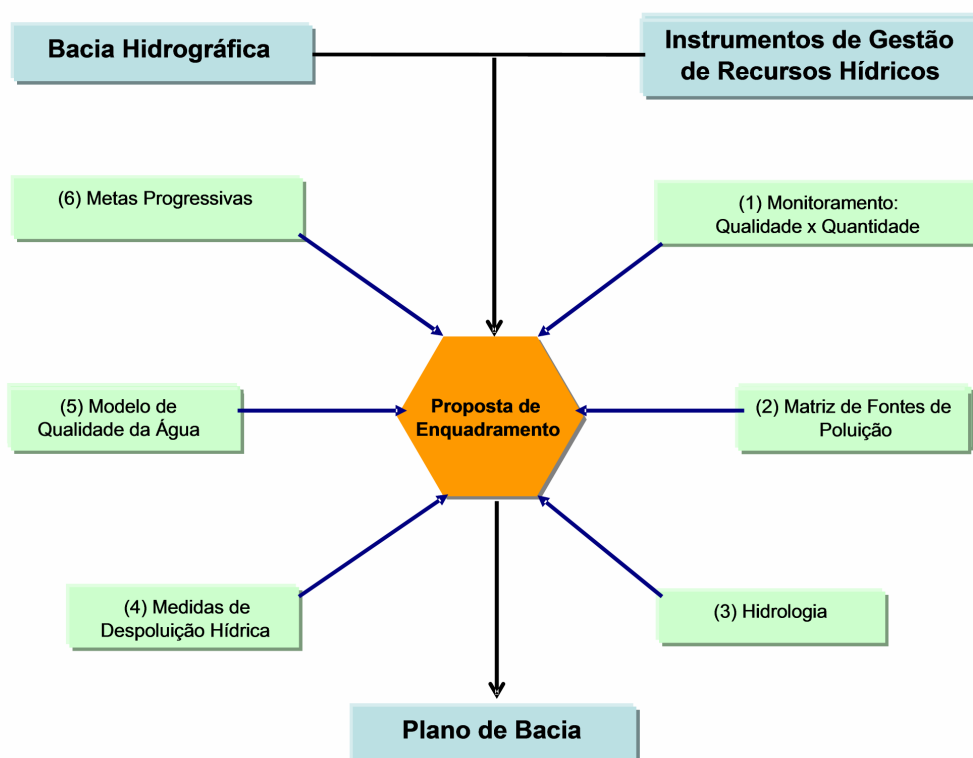 Bacia Hidrográfica
Instrumentos de Gestão
de Recursos Hídricos
(6) Metas Progressivas
(1) Monitoramento:
Qualidade x Quantidade
(5) Modelo de
Qualidade da Água
Proposta de
Enquadramento
(2) Matriz de Fontes de
Poluição
(4) Medidas de
Despoluição Hídrica
(3) Hidrologia
Plano de Bacia